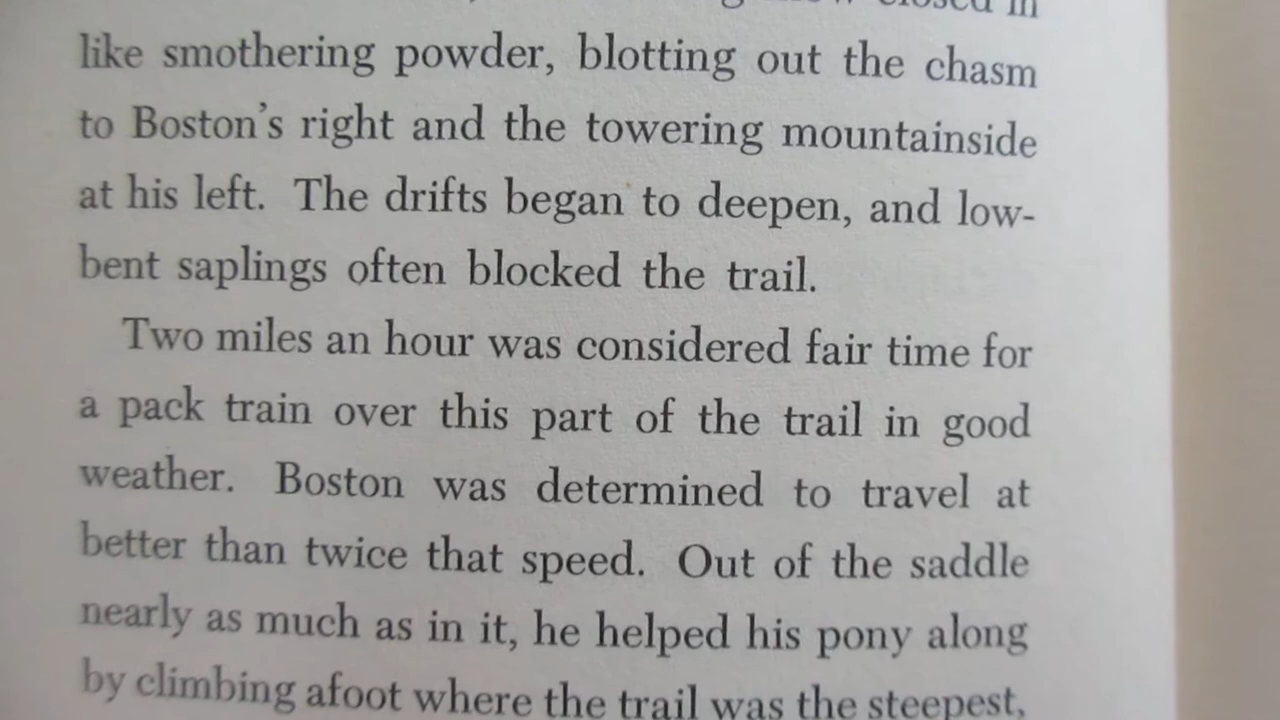 closed in
like smothering powder, blotting out the chasm
to Boston's right and the towering mountainside
at his left. The drifts began to deepen, and low-
bent saplings often blocked the trail.
Two miles an hour was considered fair time for
a pack train over this part of the trail in good
weather. Boston was determined to travel at
better than twice that speed. Out of the saddle
nearly as much as in it, he helped his pony along
by climbing afoot where the trail was the steepest,